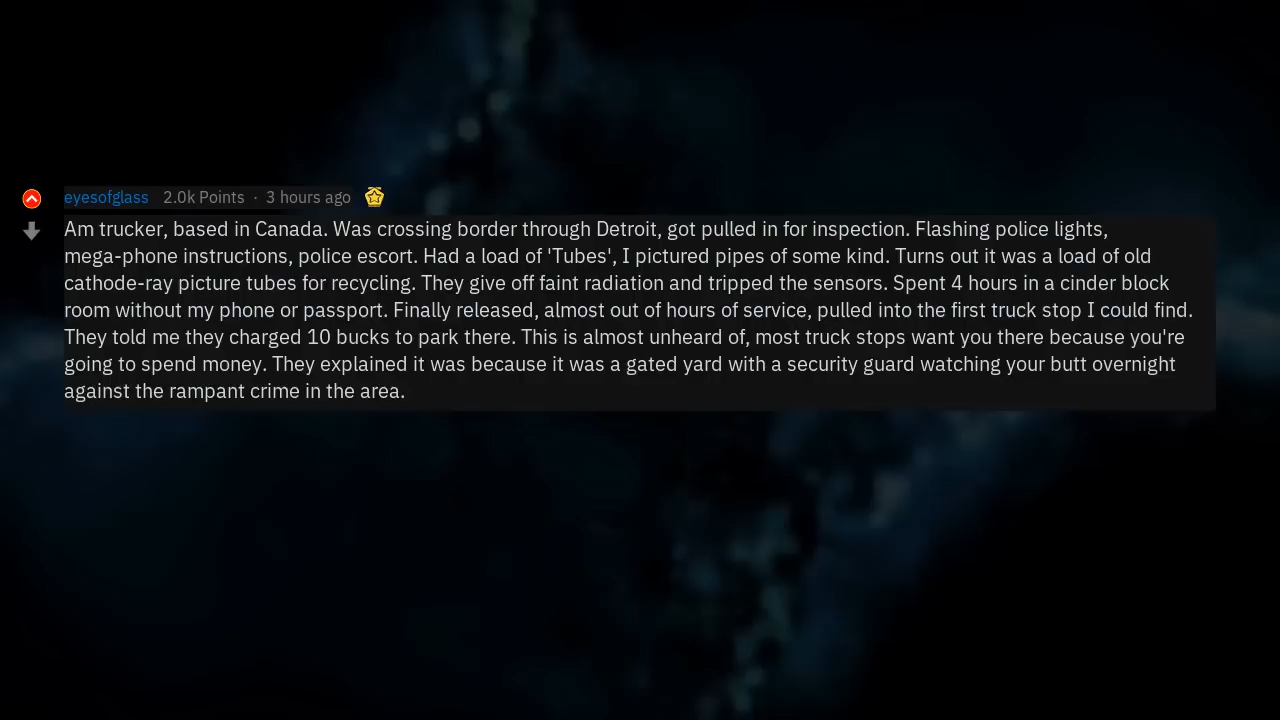 eyesofglass 2.0k Points · 3 hours ago
Am trucker, based in Canada. Was crossing border through Detroit, got pulled in for inspection. Flashing police lights,
mega-phone instructions, police escort. Had a load of 'Tubes', I pictured pipes of some kind. Turns out it was a load of old
cathode-ray picture tubes for recycling. They give off faint radiation and tripped the sensors. Spent 4 hours in a cinder block
room without my phone or passport. Finally released, almost out of hours of service, pulled into the first truck stop I could find.
They told me they charged 10 bucks to park there. This is almost unheard of, most truck stops want you there because you're
going to spend money. They explained it was because it was a gated yard with a security guard watching your butt overnight
against the rampant crime in the area.